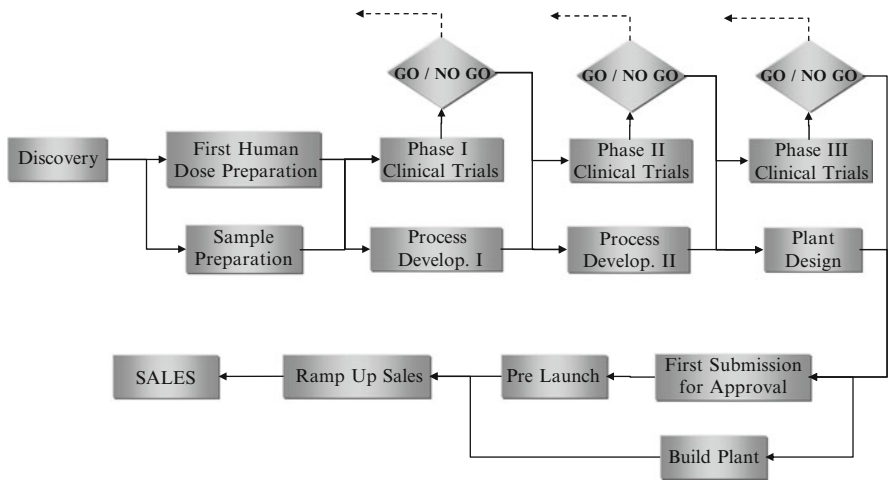 GO / NO GO
GO / NO GO
GO / NO GO
Discovery
First Human
Dose Preparation
Phase I
Clinical Trials
Phase II
Clinical Trials
Phase III
Clinical Trials
Sample
Preparation
Process
Develop. I
Process
Develop. II
Plant
Design
SALES
Ramp Up Sales
Pre Launch
First Submission
for Approval
Build Plant